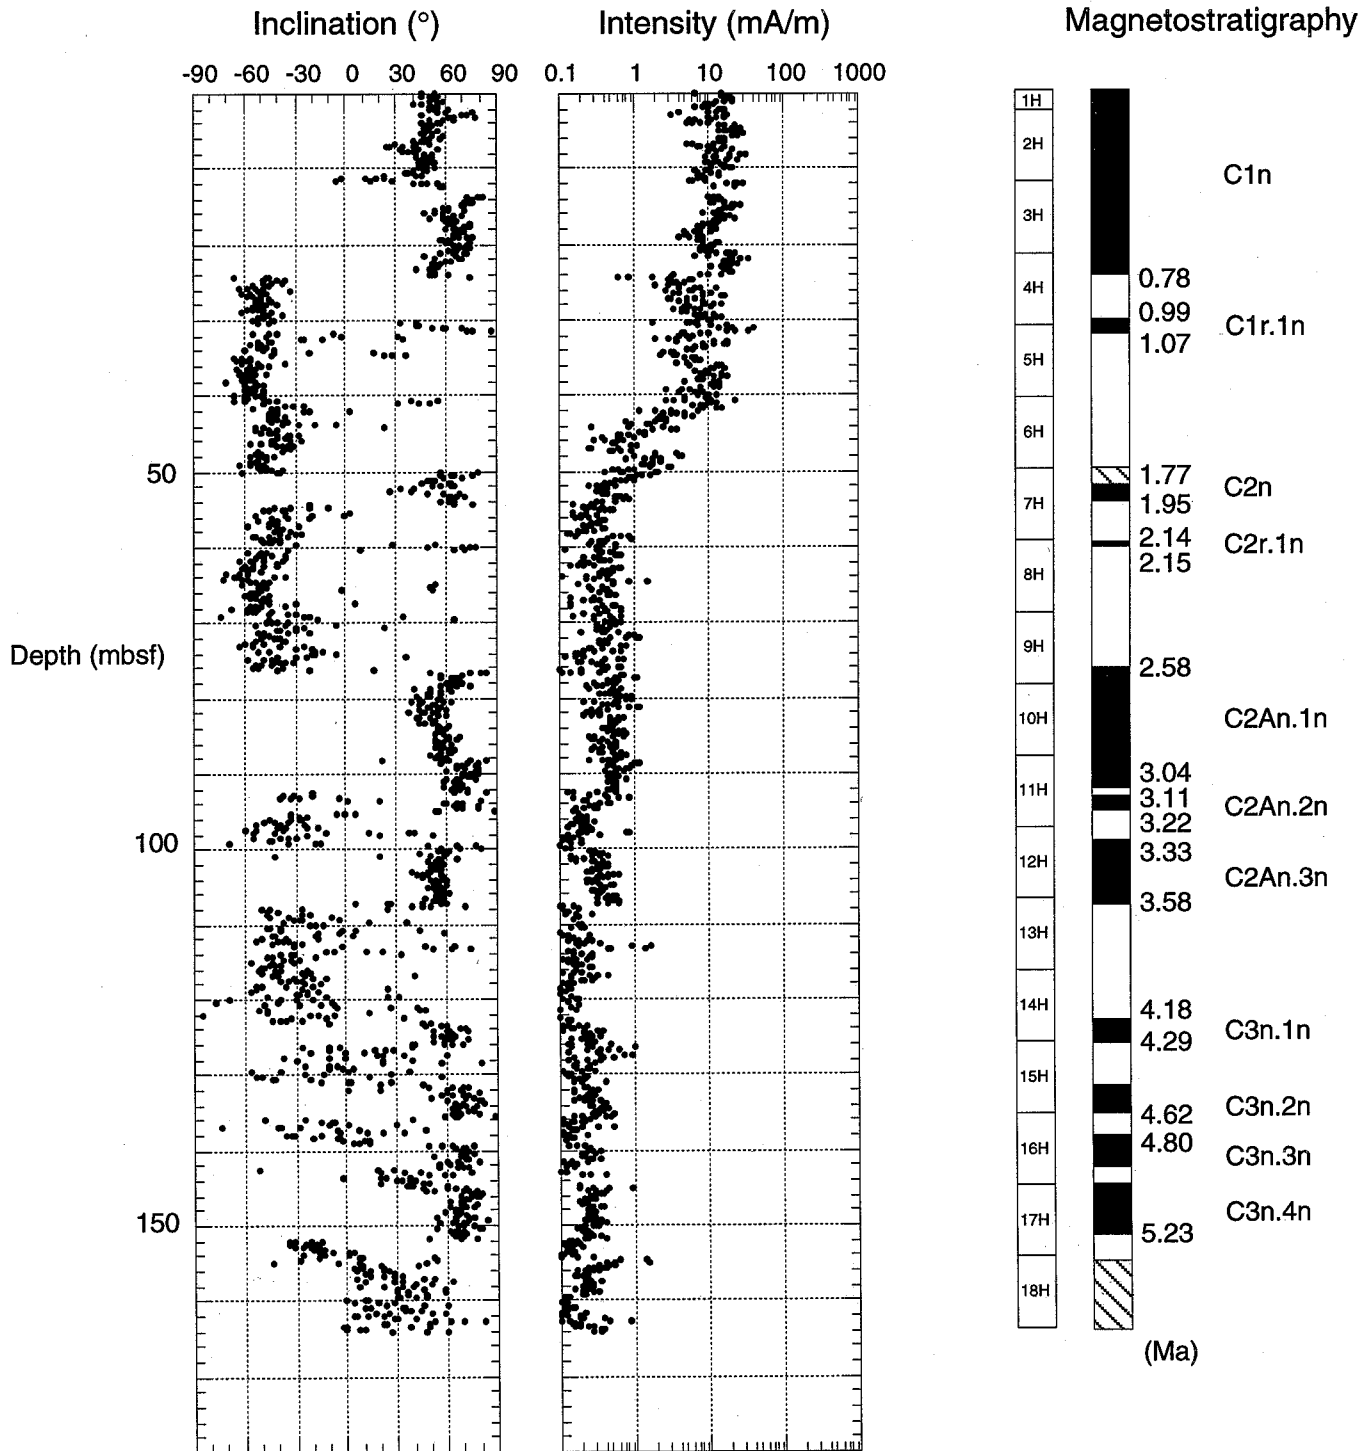 Inclination (°) Intensity (mA/m) Magnetostratigraphy
-90 -60 -30 0 30 60 90 0.1 1 10 100 1000
1H
2H
C1n
3H
0.78
4H
0.99
C1r.1n
1.07
5H
6H
50
1.77
C2n
7H
1.95
2.14
C2r.1n
2.15
8H
9H
Depth (mbsf)
2.58
10H
C2An.1n
3.04
11H
3.11
C2An.2n
3.22
100
3.33
12H
C2An.3n
3.58
13H
14H
4.18
C3n.1n
4.29
15H
C3n.2n
4.62
4.80
16H
C3n.3n
17H
C3n.4n
150
5.23
18H
(Ma)